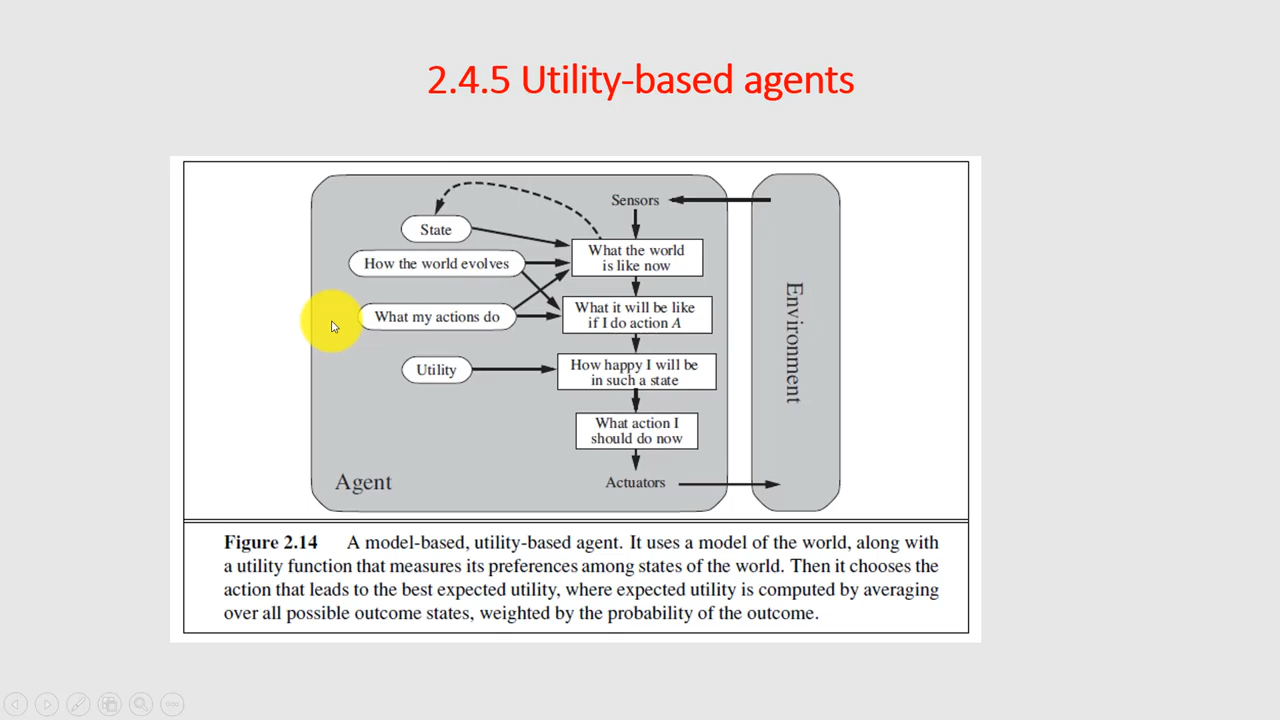 2.4.5 Utility-based agents
Sensors
State
What the world
is like now
How the world evolves
What my actions do
What it will be like
if I do action A
Utility
How happy I will be
in such a state
What action I
should do now
Agent
Actuators
Environment
Figure 2.14 A model-based, utility-based agent. It uses a model of the world, along with
a utility function that measures its preferences among states of the world. Then it chooses the
action that leads to the best expected utility, where expected utility is computed by averaging
over all possible outcome states, weighted by the probability of the outcome.